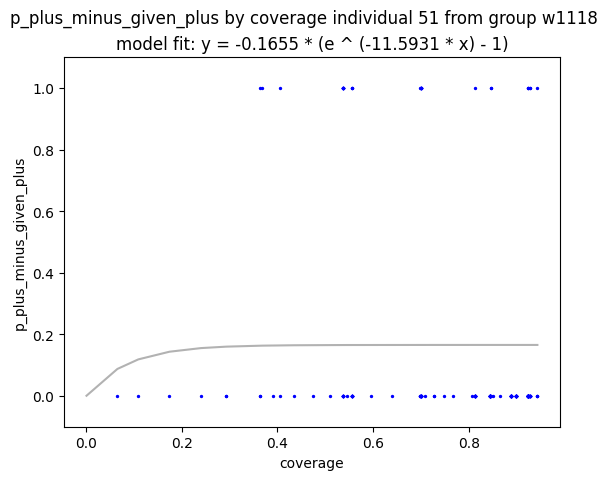 p_plus_minus_given_plus by coverage individual 51 from group w1118
model fit: y = -0.1655 * (e ^ (-11.5931 * x) - 1)
1.0
0.8
0.6
0.4
0.2
0.0
p_plus_minus_given_plus
0.0 0.2 0.4 0.6 0.8
coverage